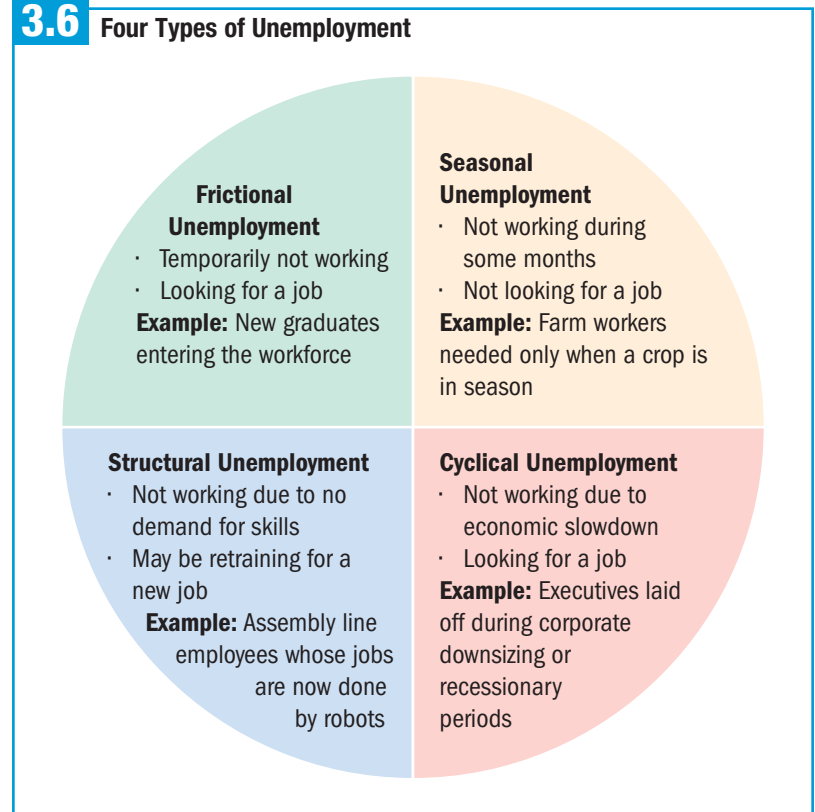 3.6 Four Types of Unemployment
Frictional
Unemployment
· Temporarily not working
· Looking for a job
Example: New graduates
entering the workforce
Seasonal
Unemployment
· Not working during
some months
· Not looking for a job
Example: Farm workers
needed only when a crop is
in season
Structural Unemployment
· Not working due to no
demand for skills
· May be retraining for a
new job
Example: Assembly line
employees whose jobs
are now done
by robots
Cyclical Unemployment
· Not working due to
economic slowdown
· Looking for a job
Example: Executives laid
off during corporate
downsizing or
recessionary
periods